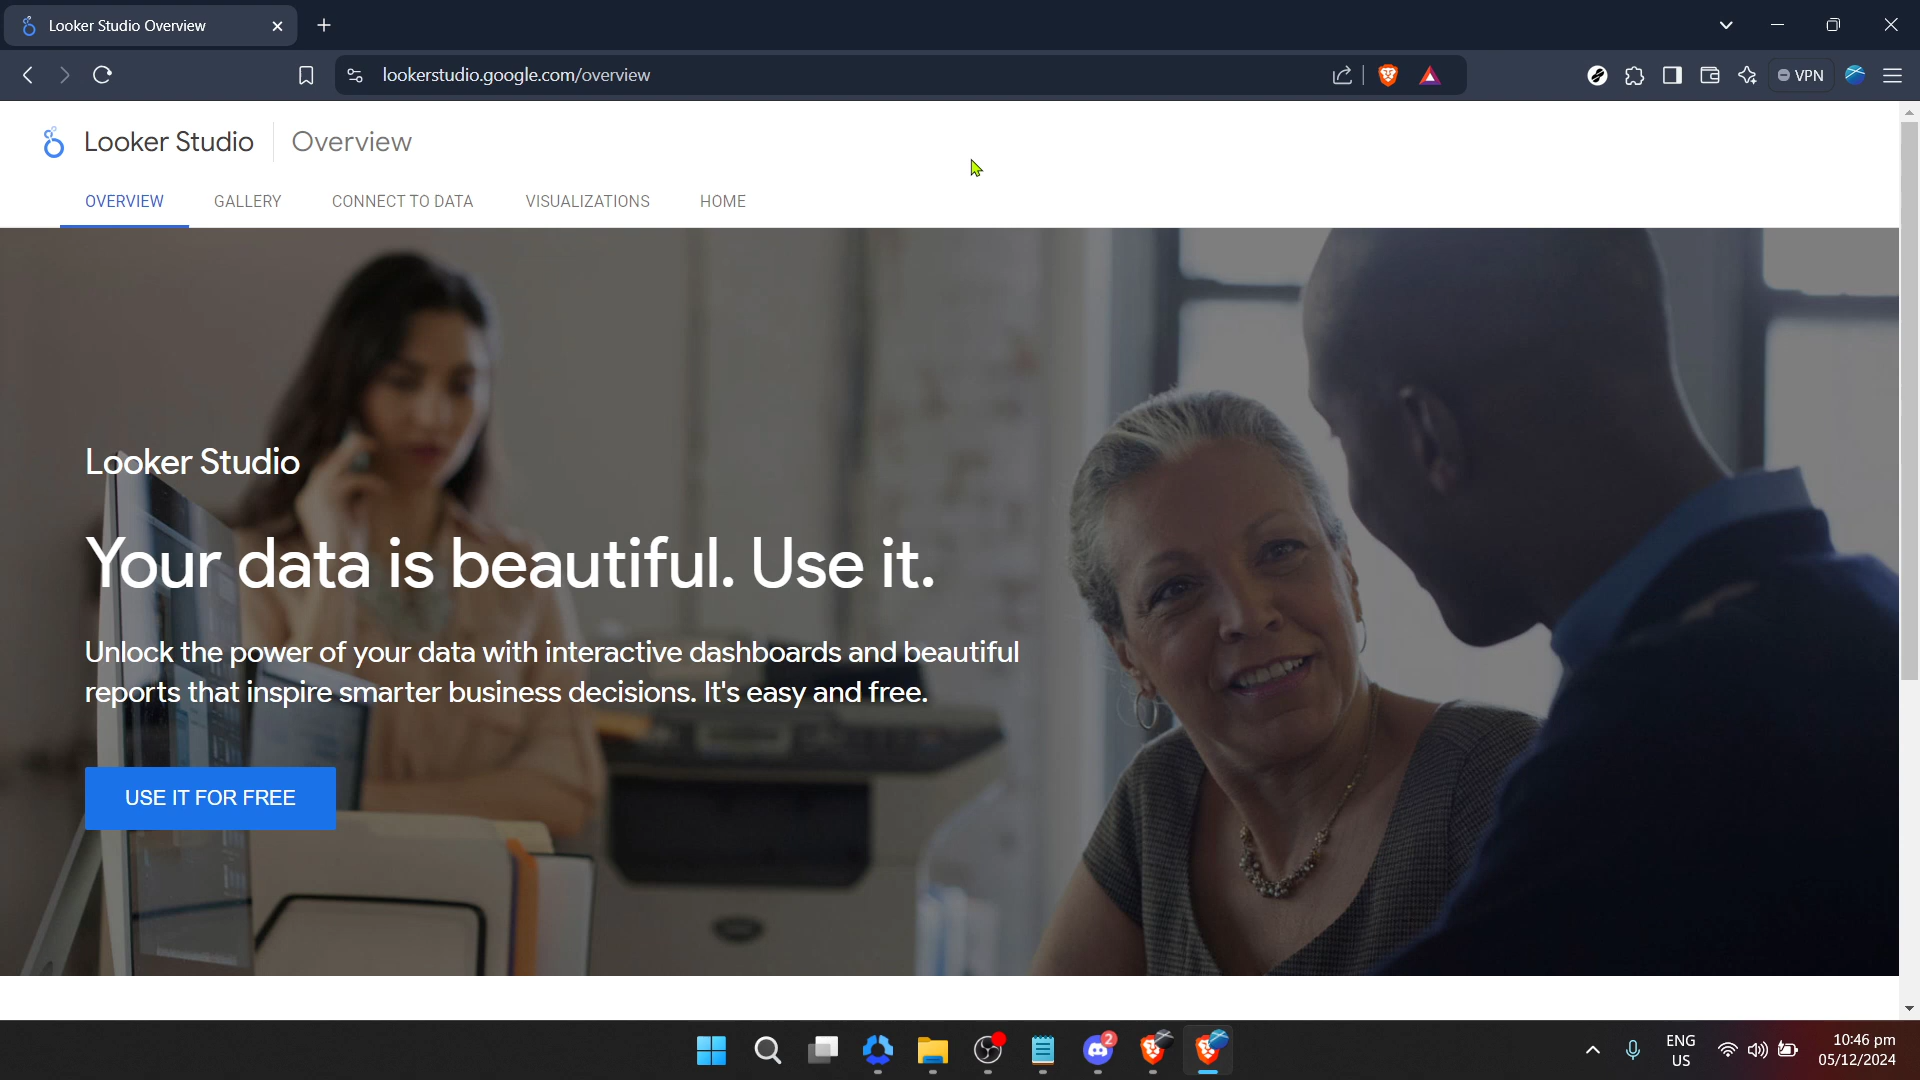 Looker Studio Overview
lookerstudio.google.com/overview
VPN
Looker Studio
Overview
OVERVIEW
GALLERY
CONNECT TO DATA
VISUALIZATIONS
HOME
Looker Studio
Your data is beautiful. Use it.
Unlock the power of your data with interactive dashboards and beautiful
reports that inspire smarter business decisions. It's easy and free.
USE IT FOR FREE
2
ENG
US
10:46 pm
05/12/2024